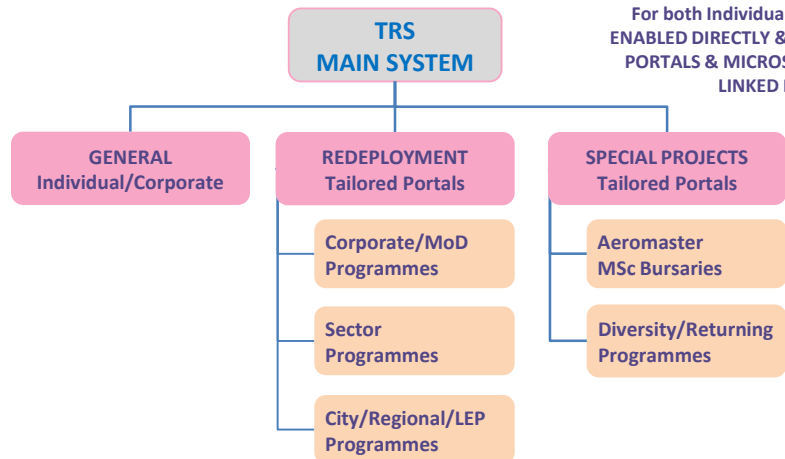 TRS
MAIN SYSTEM
For both Individua
ENABLED DIRECTLY &
PORTALS & MICROS
LINKED
GENERAL
Individual/Corporate
REDEPLOYMENT
Tailored Portals
SPECIAL PROJECTS
Tailored Portals
Corporate/MoD
Programmes
Sector
Programmes
City/Regional/LEP
Programmes
Aeromaster
MSc Bursaries
Diversity/Returning
Programmes